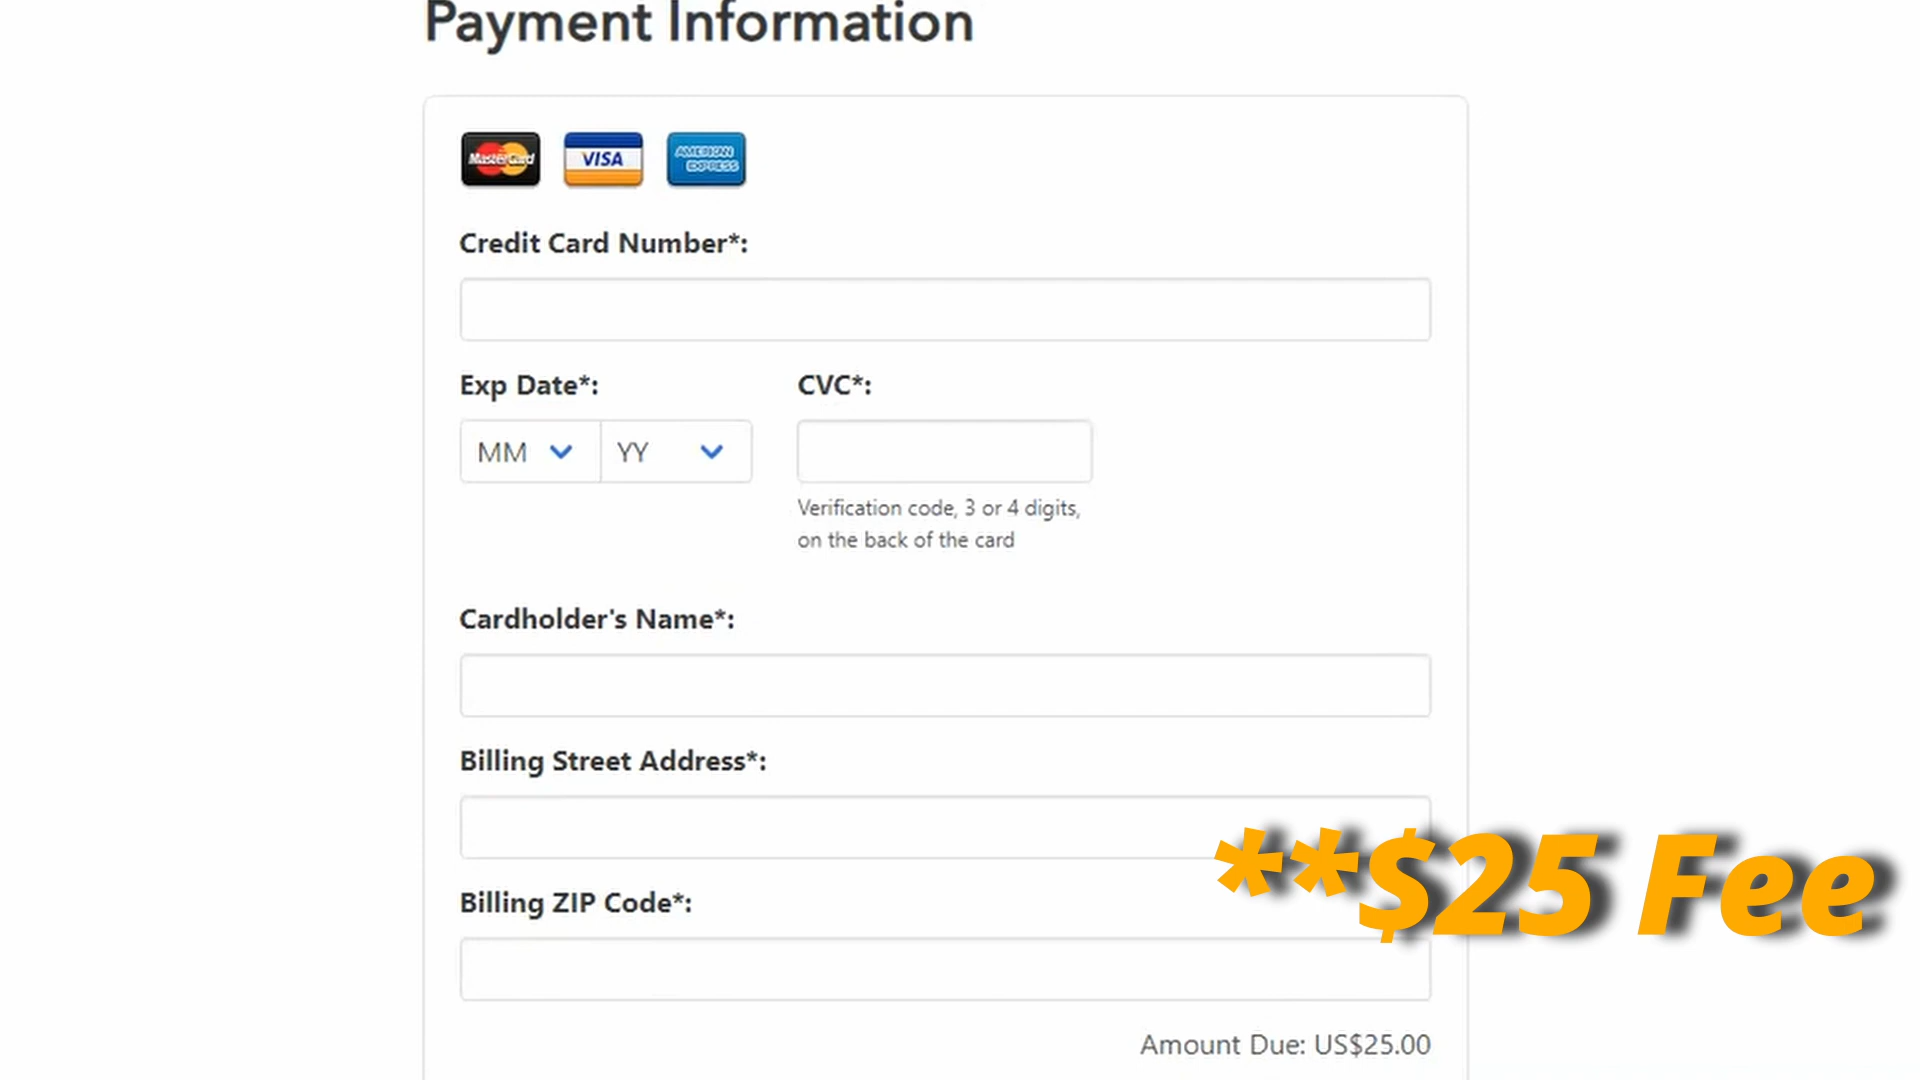 Payment Information
MasterCard VISA AMERICAN EXPRESS
Credit Card Number*:
Exp Date*: CVC*:
MM YY
Verification code, 3 or 4 digits,
on the back of the card
Cardholder's Name*:
Billing Street Address*:
**$25 Fee
Billing ZIP Code*:
Amount Due: US$25.00